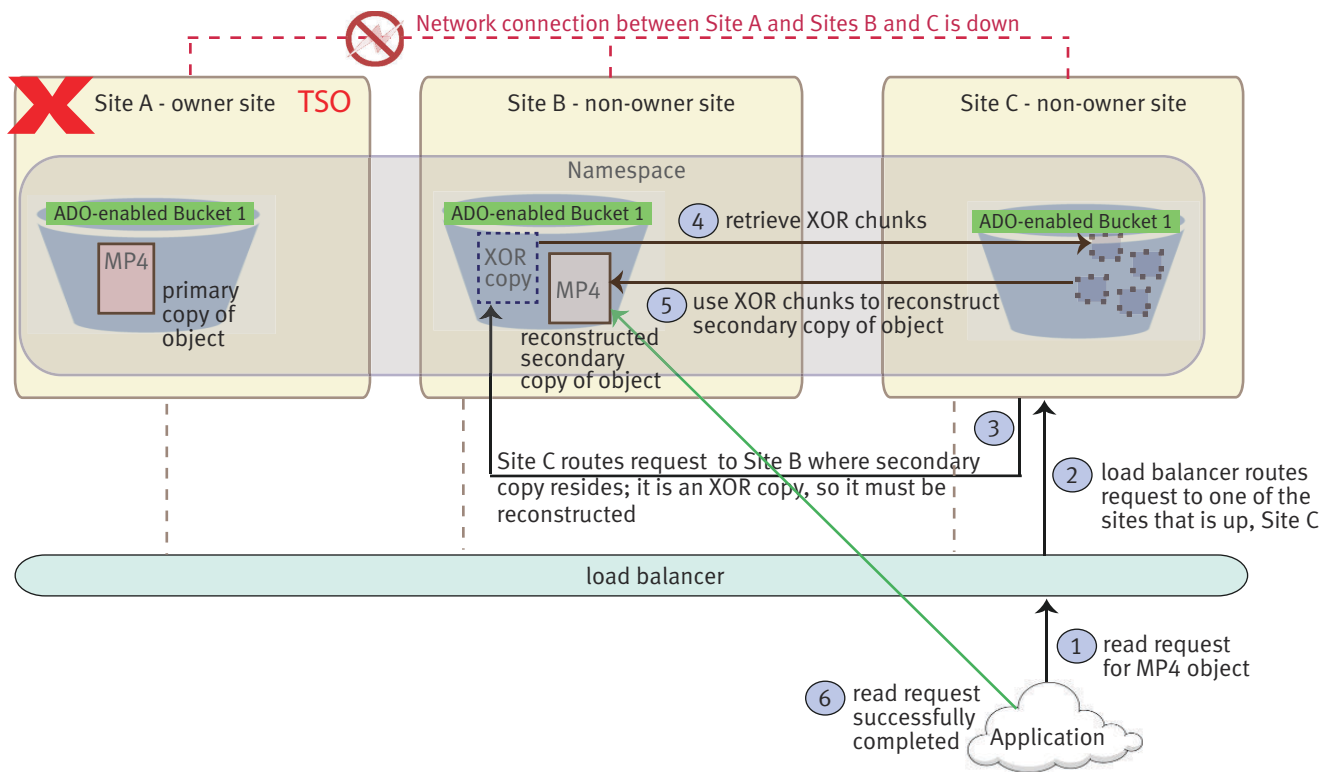 Network connection between Site A and Sites B and C is down
Site A - owner site TSO
Site B - non-owner site
Site C - non-owner site
Namespace
ADO-enabled Bucket 1
MP4
primary
copy of
object
ADO-enabled Bucket 1
XOR
copy
MP4
reconstructed
secondary
copy of object
4 retrieve XOR chunks
5 use XOR chunks to reconstruct
secondary copy of object
ADO-enabled Bucket 1
3
Site C routes request to Site B where secondary
copy resides; it is an XOR copy, so it must be
reconstructed
2 load balancer routes
request to one of the
sites that is up, Site C
load balancer
1 read request
for MP4 object
6 read request
successfully
completed
Application